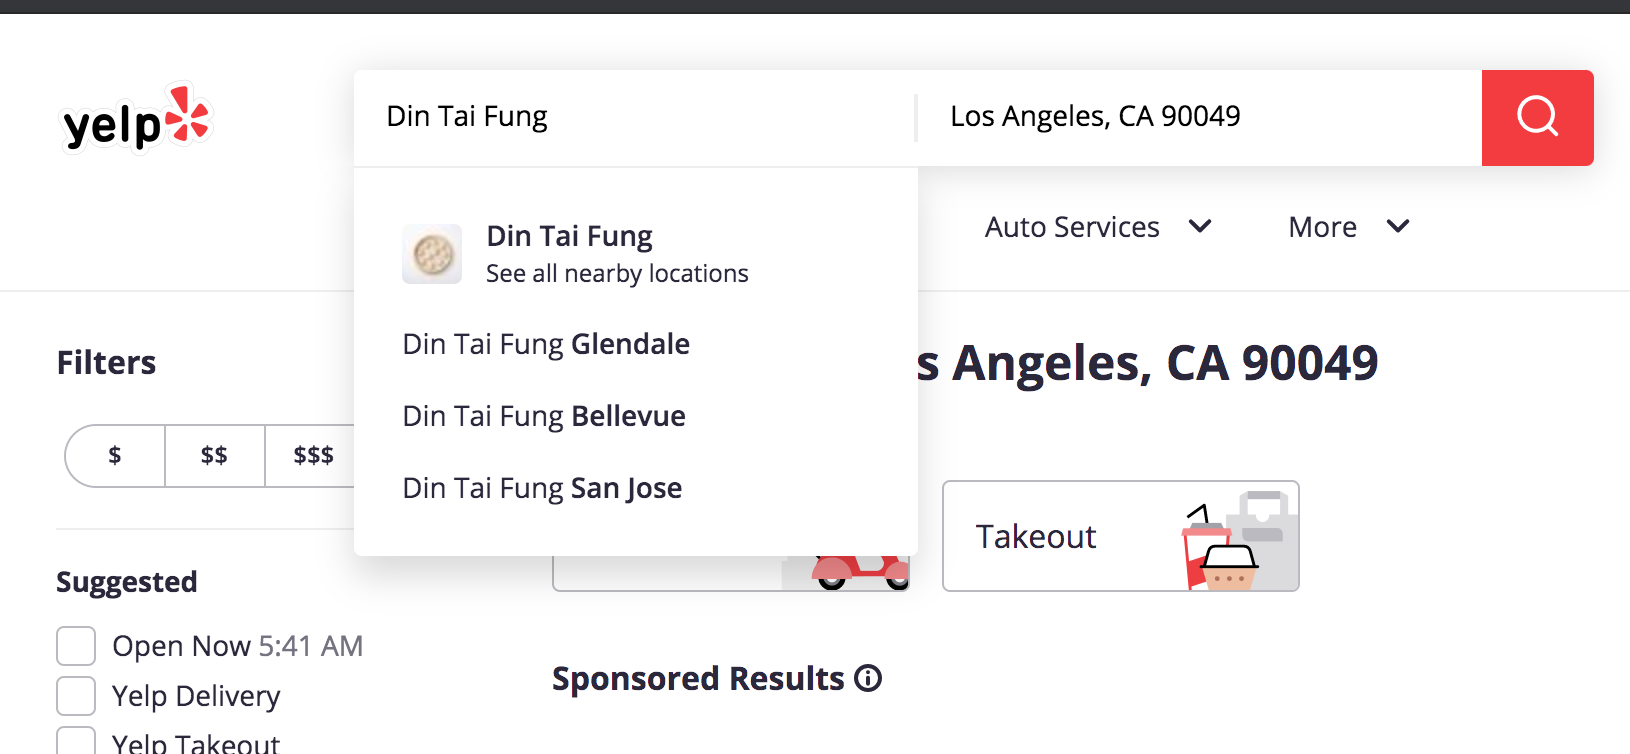 yelp
Din Tai Fung
Los Angeles, CA 90049
Din Tai Fung
See all nearby locations
Din Tai Fung Glendale
Din Tai Fung Bellevue
Din Tai Fung San Jose
Auto Services
More
Filters
$ $$ $$$
s Angeles, CA 90049
Takeout
Suggested
Open Now 5:41 AM
Yelp Delivery
Yelp Takeout
Sponsored Results